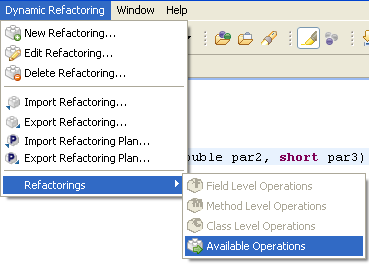 Dynamic Refactoring Window Help
New Refactoring...
Edit Refactoring...
Delete Refactoring...
Import Refactoring...
Export Refactoring...
Import Refactoring Plan...
Export Refactoring Plan...
ouble par2, short par3)
Refactorings
Field Level Operations
Method Level Operations
Class Level Operations
Available Operations